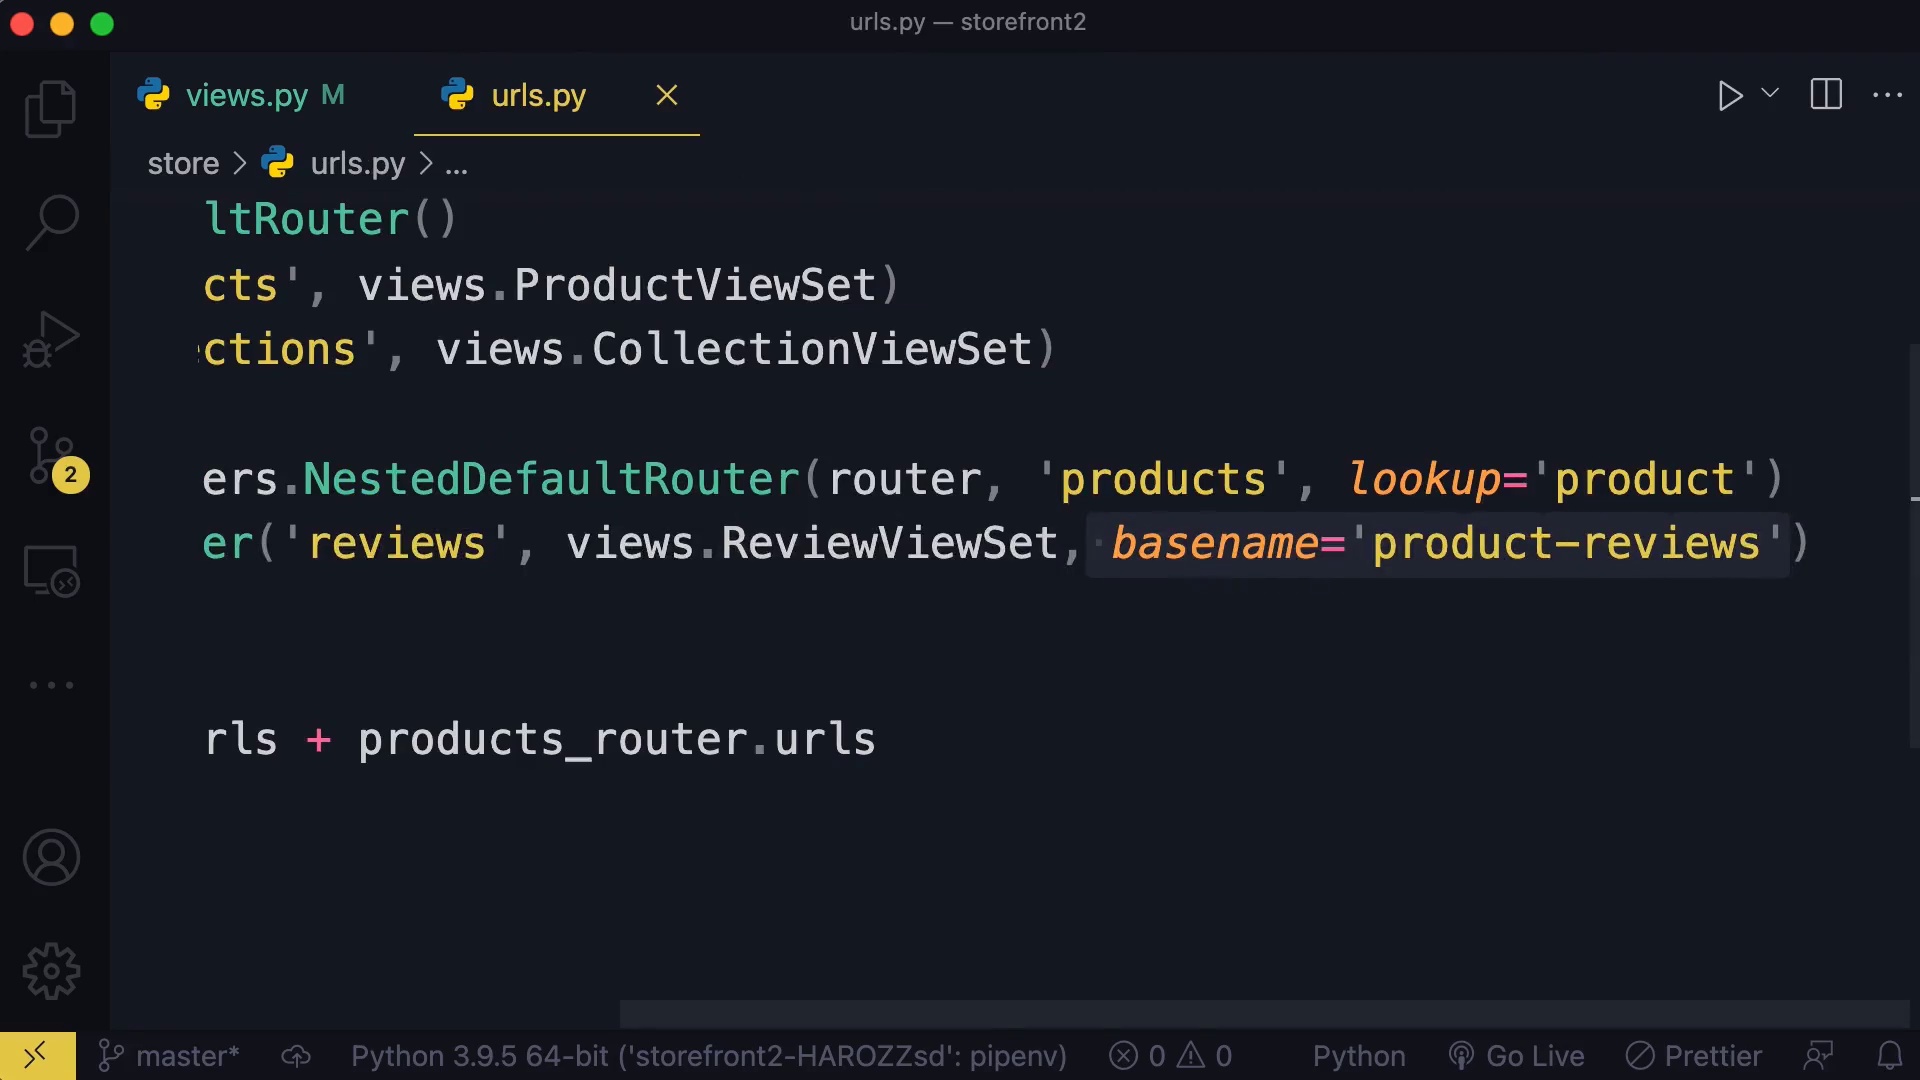 urls.py — storefront2
views.py M urls.py
store > urls.py > ...
ltRouter()
cts', views.ProductViewSet)
ctions', views.CollectionViewSet)
ers.NestedDefaultRouter(router, 'products', lookup='product')
er('reviews', views.ReviewViewSet, basename='product-reviews')
rls + products_router.urls
2
master* Python 3.9.5 64-bit ('storefront2-HAROZZsd': pipenv) 0 0 Python Go Live Prettier